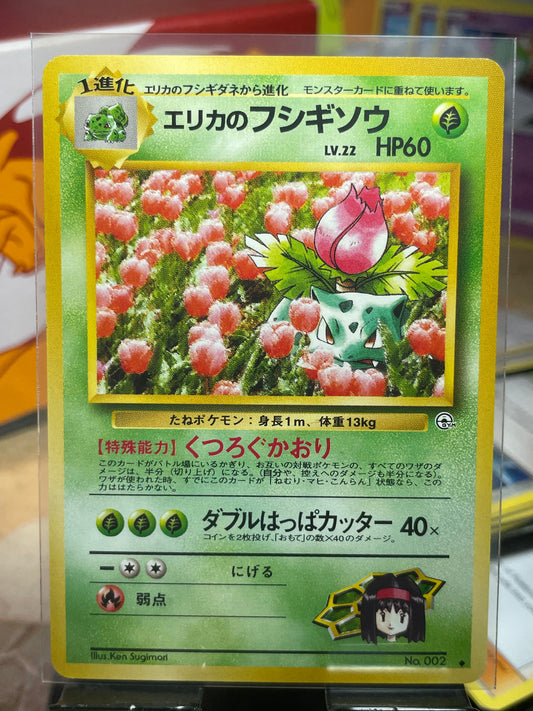 1進化 エリカのフシギダネから進化 モンスターカードに重ねて使います。
エリカのフシギソウ
LV.22 HP60
たねポケモン：身長1m、体重13kg
【特殊能力】くつろぐかおり
このカードがバトル場にいるかぎり、お互いの対戦ポケモンの、すべてのワザのダ
メージは、半分（切り上げ）になる。（自分や、控えへのダメージも半分になる。）
ワザが使われた時、すでにこのカードが「ねむり・マヒ・こんらん」状態なら、この
力ははたらかない。
ダブルはっぱカッター 40×
コインを2枚投げ、「おもて」の数×40のダメージ。
ー にげる
弱点
Illus.Ken Sugimori
No. 002